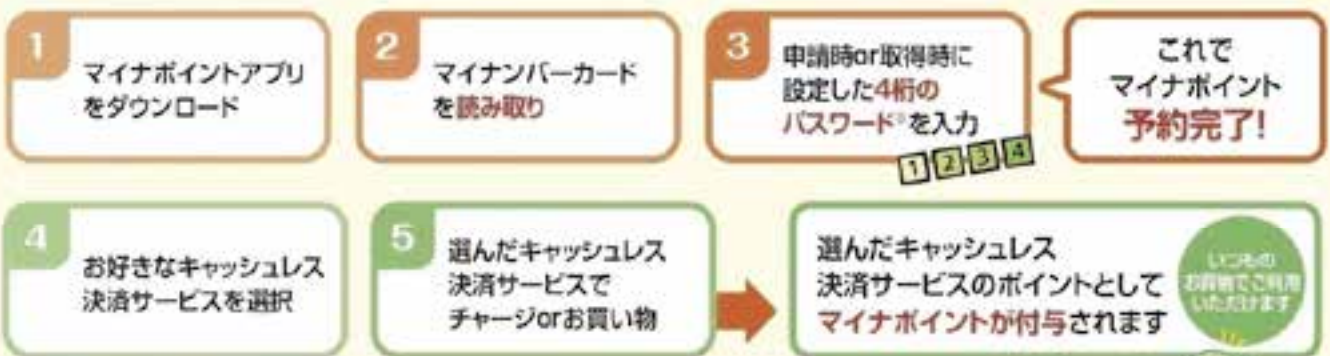 1
マイナポイントアプリ
をダウンロード
2
マイナンバーカード
を読み取り
3
申請時or取得時に
設定した4桁の
パスワード※を入力
1 2 3 4
これで
マイナポイント
予約完了!
4
お好きなキャッシュレス
決済サービスを選択
5
選んだキャッシュレス
決済サービスで
チャージorお買い物
選んだキャッシュレス
決済サービスのポイントとして
マイナポイントが付与されます
いつもの
お買物でご利用
いただけます